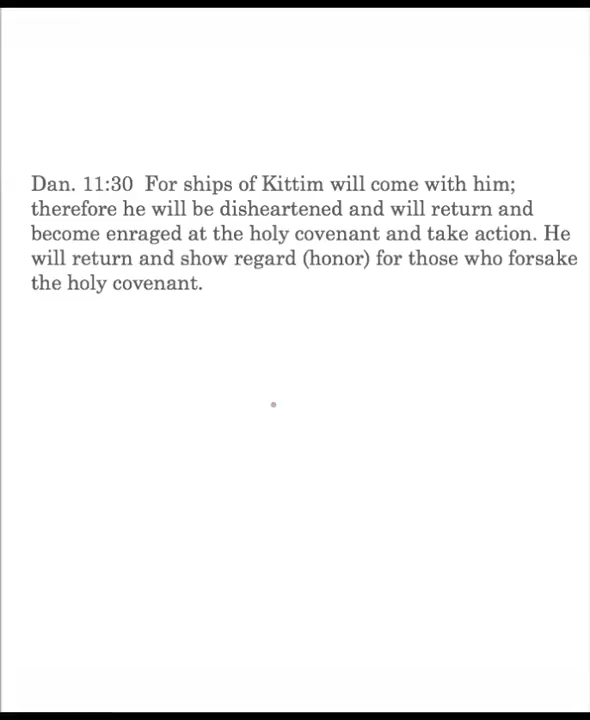 Dan. 11:30  For ships of Kittim will come with him;
therefore he will be disheartened and will return and
become enraged at the holy covenant and take action. He
will return and show regard (honor) for those who forsake
the holy covenant.